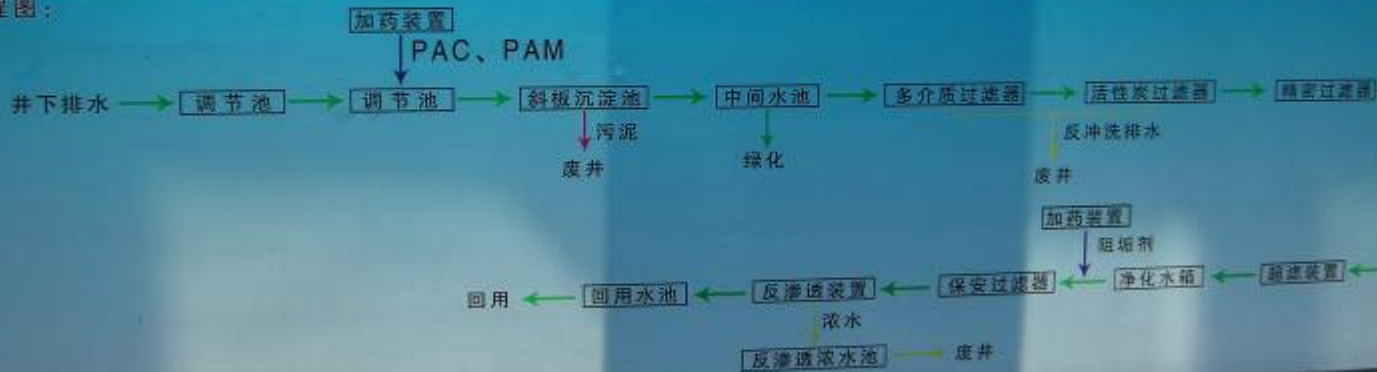 程图：
加药装置
PAC、PAM
井下排水 调节池 调节池 斜板沉淀池 中间水池 多介质过滤器 活性炭过滤器 精密过滤器
污泥 反冲洗排水
废井 绿化 废井
加药装置
阻垢剂
回用 回用水池 反渗透装置 保安过滤器 净化水箱 超滤装置
浓水
反渗透浓水池 废井